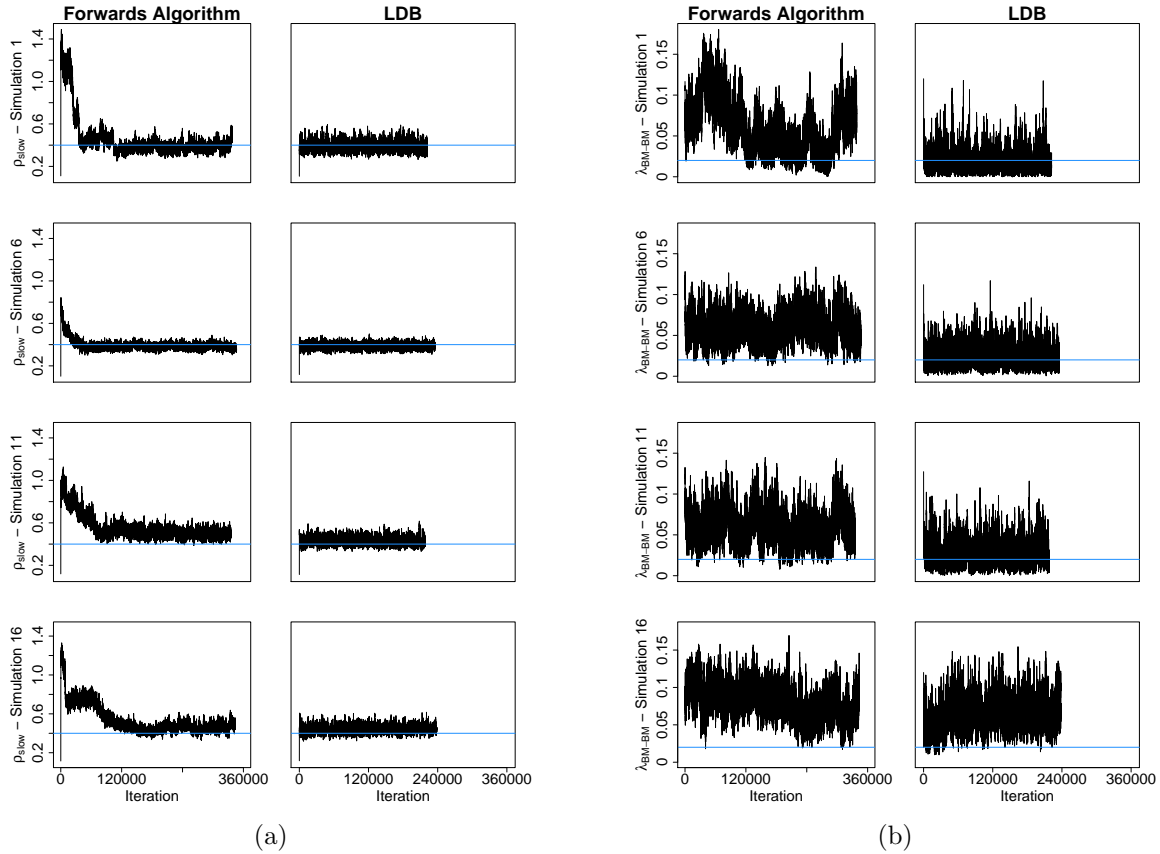 Forwards Algorithm LDB
ρslow − Simulation 1
0.2 0.6 1.0 1.4
ρslow − Simulation 6
0.2 0.6 1.0 1.4
ρslow − Simulation 11
0.2 0.6 1.0 1.4
ρslow − Simulation 16
0.2 0.6 1.0 1.4
0 120000 360000 0 120000 240000 360000
Iteration Iteration
(a)
Forwards Algorithm LDB
λBM−BM − Simulation 1
0 0.05 0.1 0.15
λBM−BM − Simulation 6
0 0.05 0.1 0.15
λBM−BM − Simulation 11
0 0.05 0.1 0.15
λBM−BM − Simulation 16
0 0.05 0.1 0.15
0 120000 360000 0 120000 240000 360000
Iteration Iteration
(b)